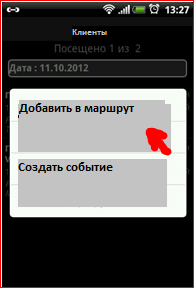 13:27
Клиенты
Посещено 1 из 2
Дата : 11.10.2012
Добавить в маршрут
Создать событие